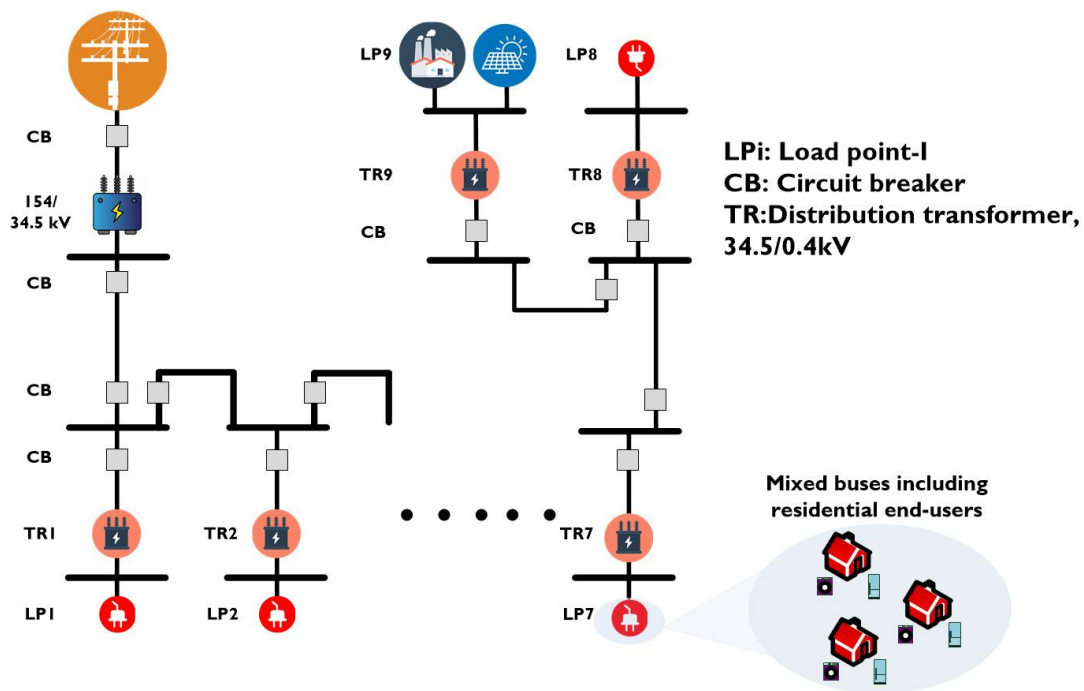 LP9
LP8
CB
154/
34.5 kV
TR9
TR8
CB
CB
CB
LPi: Load point-I
CB: Circuit breaker
TR:Distribution transformer,
34.5/0.4kV
CB
CB
TR1
TR2
TR7
LP1
LP2
LP7
Mixed buses including
residential end-users